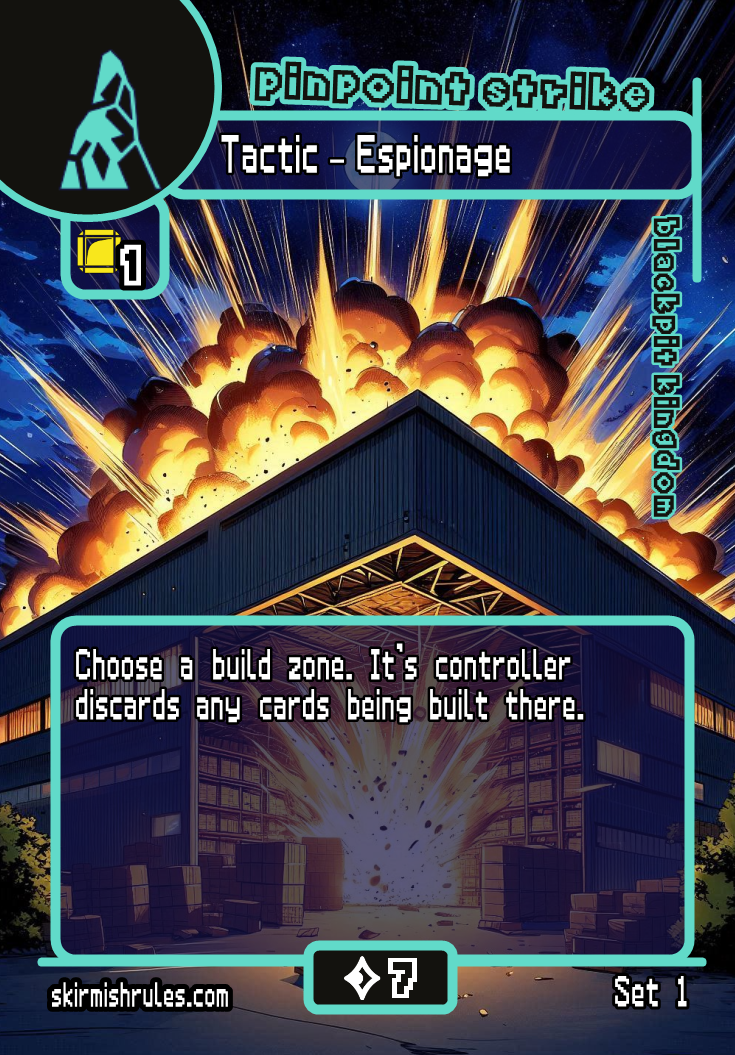 pinpoint strike
Tactic - Espionage
1
blackpit kingdom
Choose a build zone. It's controller
discards any cards being built there.
7
skirmishrules.com
Set 1